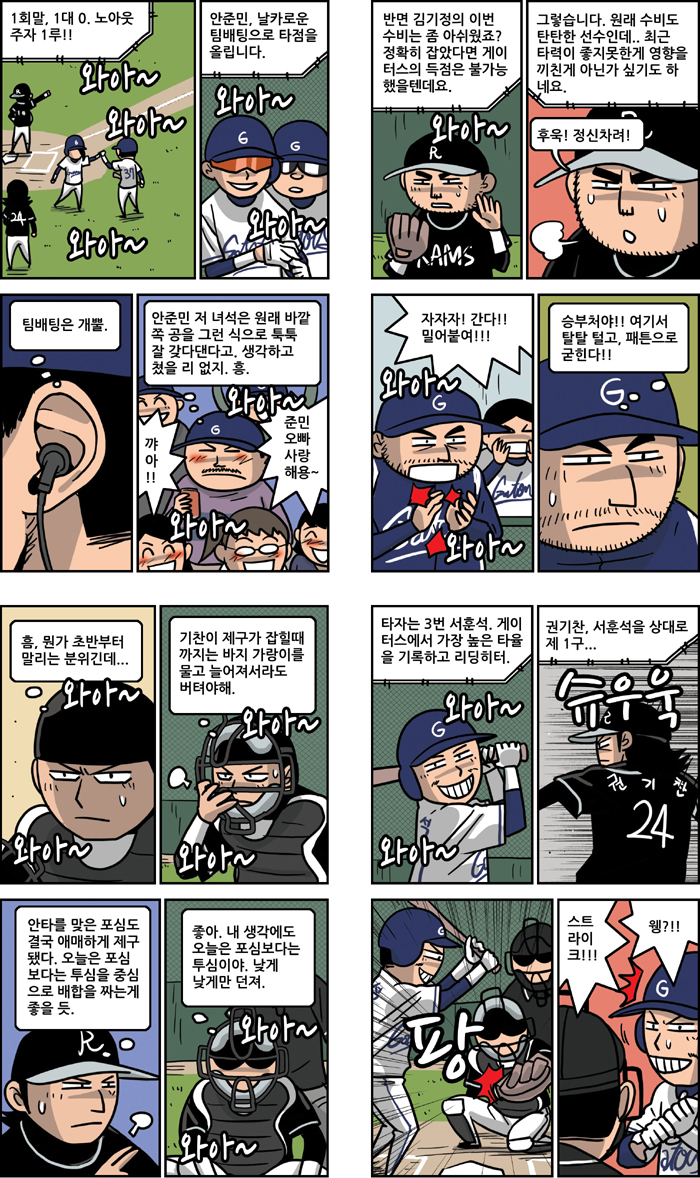 1회말, 1대 0. 노아웃
주자 1루!!
와아~
와아~
37
24
와아~
안준민, 날카로운
팀배팅으로 타점을
올립니다.
와아~
G
와아~
반면 김기정의 이번
수비는 좀 아쉬웠죠?
정확히 잡았다면 게이
터스의 득점은 불가능
했을텐데요.
와아~
R
RAMS
그렇습니다. 원래 수비도
탄탄한 선수인데.. 최근
타력이 좋지못한게 영향을
끼친게 아닌가 싶기도 하
네요.
후욱! 정신차려!
팀배팅은 개뿔.
안준민 저 녀석은 원래 바깥
쪽 공을 그런 식으로 툭툭
잘 갖다댄다고. 생각하고
쳤을 리 없지. 흥.
와아~
G
꺄
아
!!
준민
오빠
사랑
해용~
와아~
자자자! 간다!!
밀어붙여!!!
와아~
G
와아~
승부처야!! 여기서
탈탈 털고, 패튼으로
굳힌다!!
G
흠, 뭔가 초반부터
말리는 분위긴데...
와아~
와아~
기찬이 제구가 잡힐때
까지는 바지 가랑이를
물고 늘어져서라도
버텨야해.
와아~
와아~
타자는 3번 서훈석. 게이
터스에서 가장 높은 타율
을 기록하고 리딩히터.
와아~
G
와아~
권기찬, 서훈석을 상대로
제 1구...
슈우욱
권 기 찬
24
안타를 맞은 포심도
결국 애매하게 제구
됐다. 오늘은 포심
보다는 투심을 중심
으로 배합을 짜는게
좋을 듯.
R
좋아. 내 생각에도
오늘은 포심보다는
투심이야. 낮게
낮게만 던져.
와아~
와아~
팡
스트
라이
크!!!
웽?!!
G